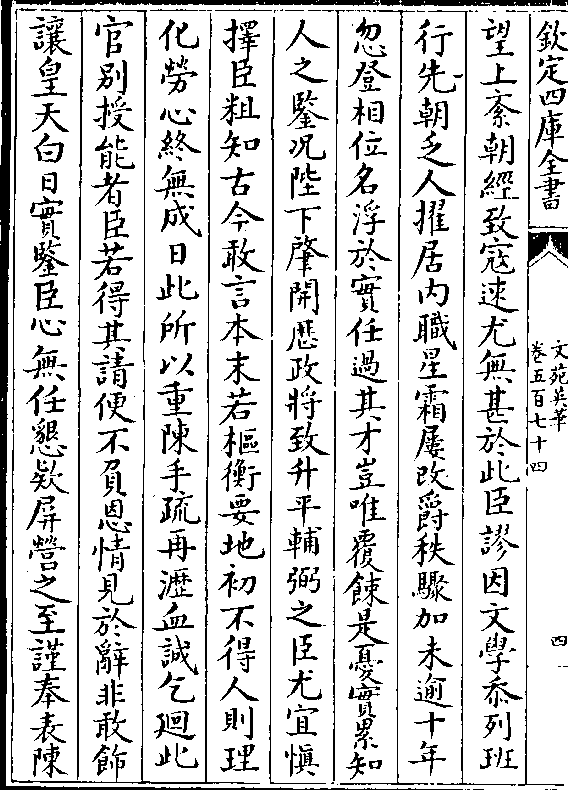 欽定四庫全書
文苑英華
卷五百七十四
四
望上紊朝經致寇速尤無甚於此臣謬因文學忝列班
行先朝乏人擢居内職星霜屢改爵秩驟加未逾十年
忽登相位名浮於實任過其才豈唯覆餗是憂實累知
人之鑒况陛下肇開厯政將致升平輔弼之臣尤宜慎
擇臣粗知古今敢言本末若樞衡要地初不得人則理
化勞心終無成日此所以重陳手疏再瀝血誠乞廻此
官别授能者臣若得其請便不負恩情見於辭非敢飾
讓皇天白日實鑒臣心無任懇欵屏營之至謹奉表陳